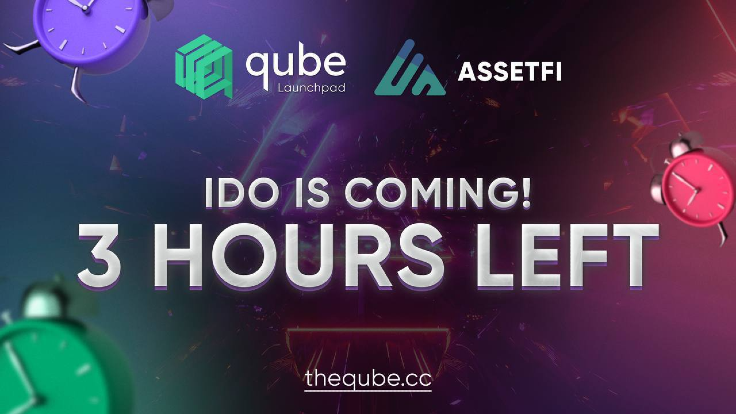 qube
Launchpad
ASSETFI
IDO IS COMING!
3 HOURS LEFT
theqube.cc